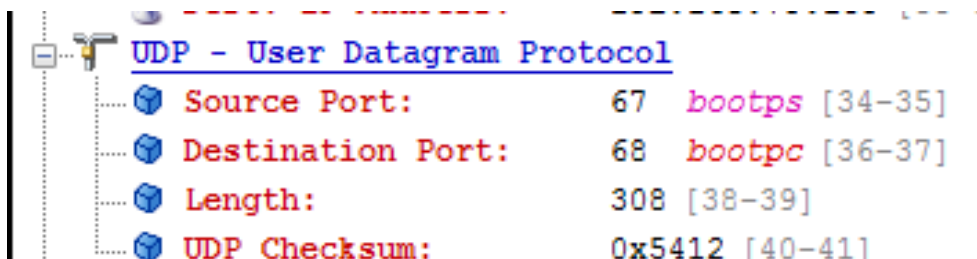 UDP - User Datagram Protocol
Source Port: 67 bootps [34-35]
Destination Port: 68 bootpc [36-37]
Length: 308 [38-39]
UDP Checksum: 0x5412 [40-41]